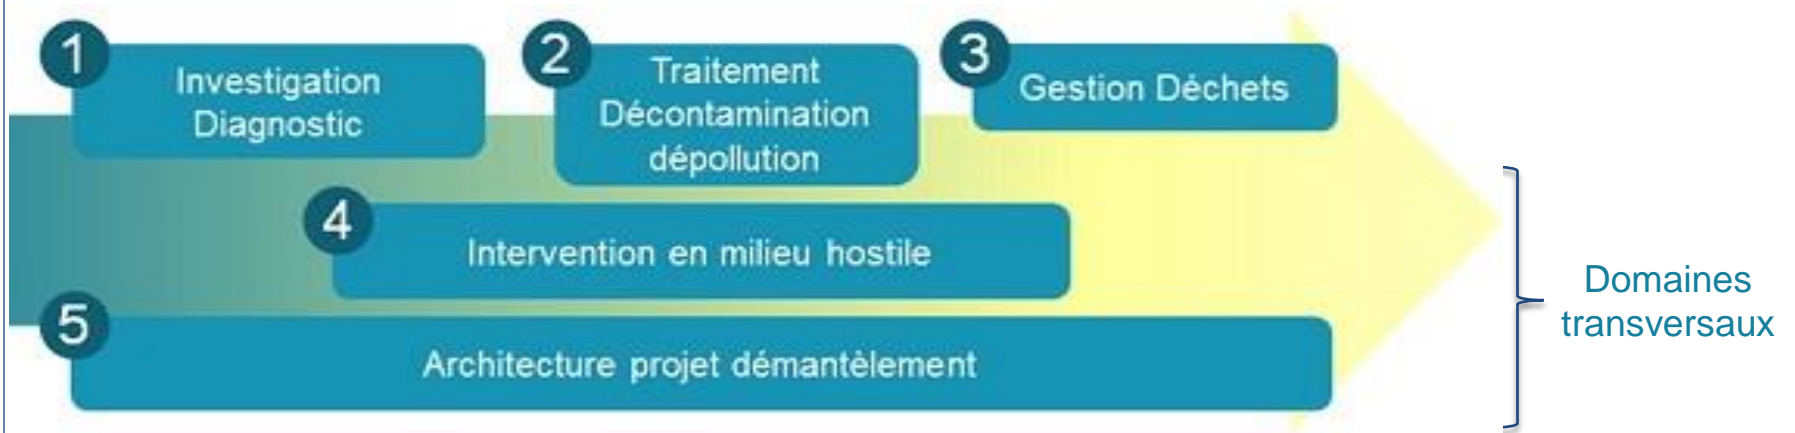 1
Investigation
Diagnostic
2
Traitement
Décontamination
dépollution
3
Gestion Déchets
4
Intervention en milieu hostile
5
Architecture projet démantèlement
Domaines
transversaux